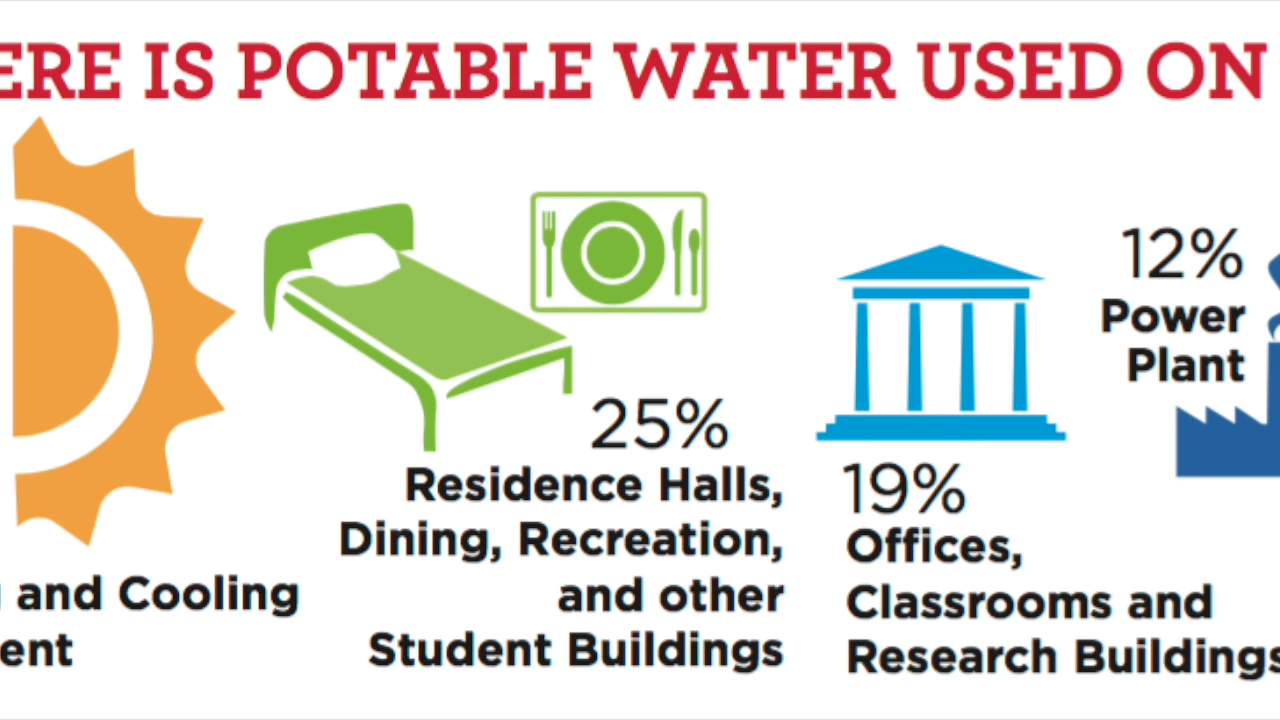 ERE IS POTABLE WATER USED ON
and Cooling
ent
25%
Residence Halls,
Dining, Recreation,
and other
Student Buildings
19%
Offices,
Classrooms and
Research Buildings
12%
Power
Plant